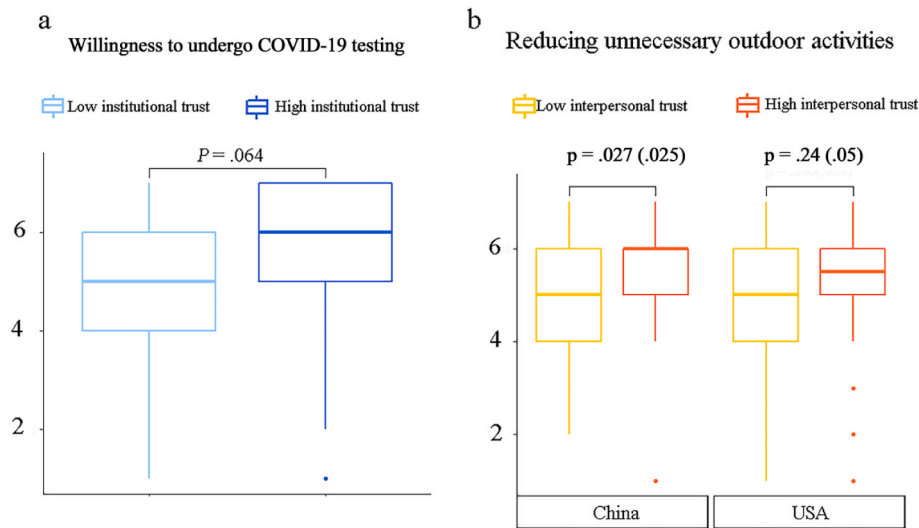 a
Willingness to undergo COVID-19 testing
Low institutional trust
High institutional trust
P = .064
6
4
2
b
Reducing unnecessary outdoor activities
Low interpersonal trust
High interpersonal trust
p = .027 (.025)
p = .24 (.05)
6
4
2
China
USA